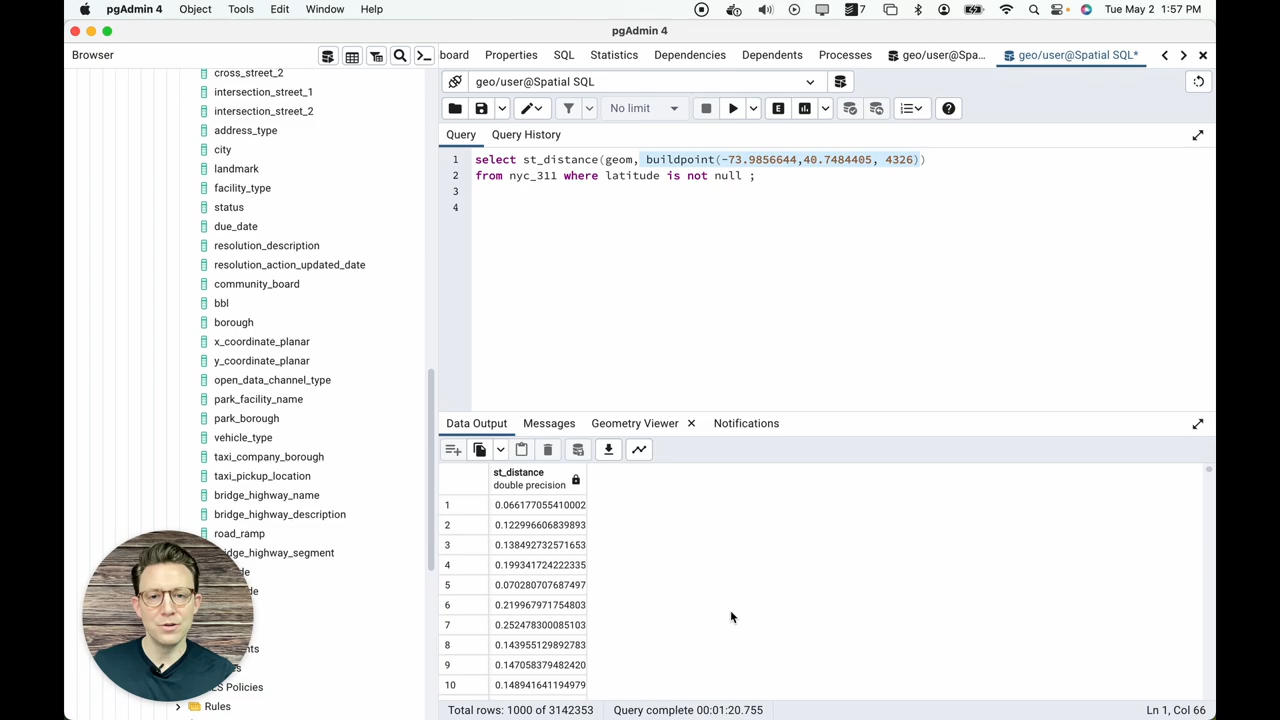 pgAdmin 4 Object Tools Edit Window Help 7 Tue May 2 1:57 PM
pgAdmin 4
Browser
board Properties SQL Statistics Dependencies Dependents Processes geo/user@Spa... geo/user@Spatial SQL*
geo/user@Spatial SQL
No limit
E
Query Query History
1 select st_distance(geom, buildpoint(-73.9856644,40.7484405, 4326))
2 from nyc_311 where latitude is not null ;
3
4
cross_street_2
intersection_street_1
intersection_street_2
address_type
city
landmark
facility_type
status
due_date
resolution_description
resolution_action_updated_date
community_board
bbl
borough
x_coordinate_planar
y_coordinate_planar
open_data_channel_type
park_facility_name
park_borough
vehicle_type
taxi_company_borough
taxi_pickup_location
bridge_highway_name
bridge_highway_description
road_ramp
idge_highway_segment
Policies
Rules
Data Output Messages Geometry Viewer Notifications
st_distance
double precision
1 0.066177055410002
2 0.122996606839893
3 0.138492732571653
4 0.199341724222335
5 0.070280707687497
6 0.219967971754803
7 0.252478300085103
8 0.143955129892783
9 0.147058379482420
10 0.148941641194979
Total rows: 1000 of 3142353 Query complete 00:01:20.755 Ln 1, Col 66